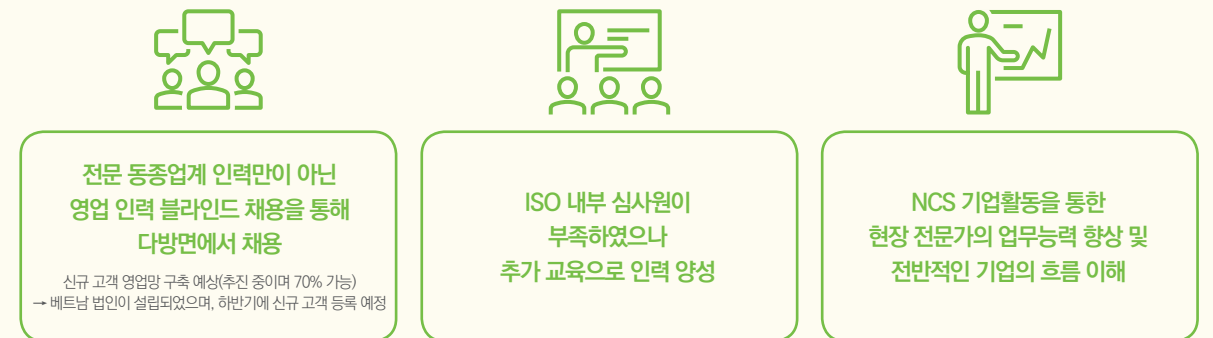 전문 동종업계 인력만이 아닌
영업 인력 블라인드 채용을 통해
다방면에서 채용
신규 고객 영업망 구축 예상(추진 중이며 70% 가능)
→ 베트남 법인이 설립되었으며, 하반기에 신규 고객 등록 예정
ISO 내부 심사원이
부족하였으나
추가 교육으로 인력 양성
NCS 기업활동을 통한
현장 전문가의 업무능력 향상 및
전반적인 기업의 흐름 이해